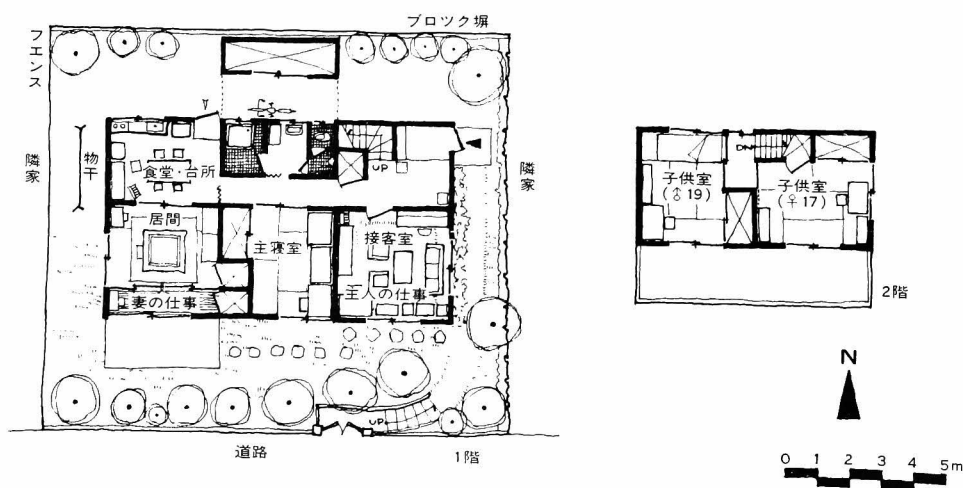 ブロック塀
フエンス
隣家
物干
食堂・台所
UP
隣家
居間
主寝室
接客室
妻の仕事
主人の仕事
UP
道路
1階
DN
子供室
(♂19)
子供室
(♀17)
2階
N
0 1 2 3 4 5m